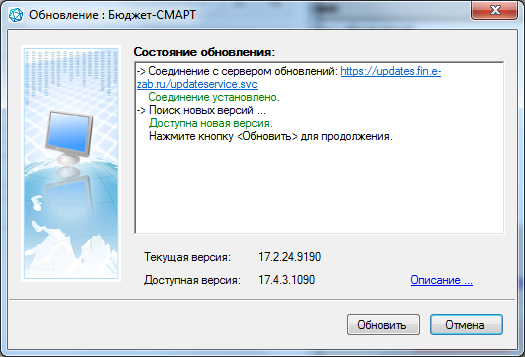 Обновление : Бюджет-СМАРТ
Состояние обновления:
-> Соединение с сервером обновлений: https://updates.fin.e-
zab.ru/updateservice.svc
Соединение установлено.
-> Поиск новых версий ...
Доступна новая версия.
Нажмите кнопку <Обновить> для продолжения.
Текущая версия: 17.2.24.9190
Доступная версия: 17.4.3.1090 Описание ...
Обновить Отмена